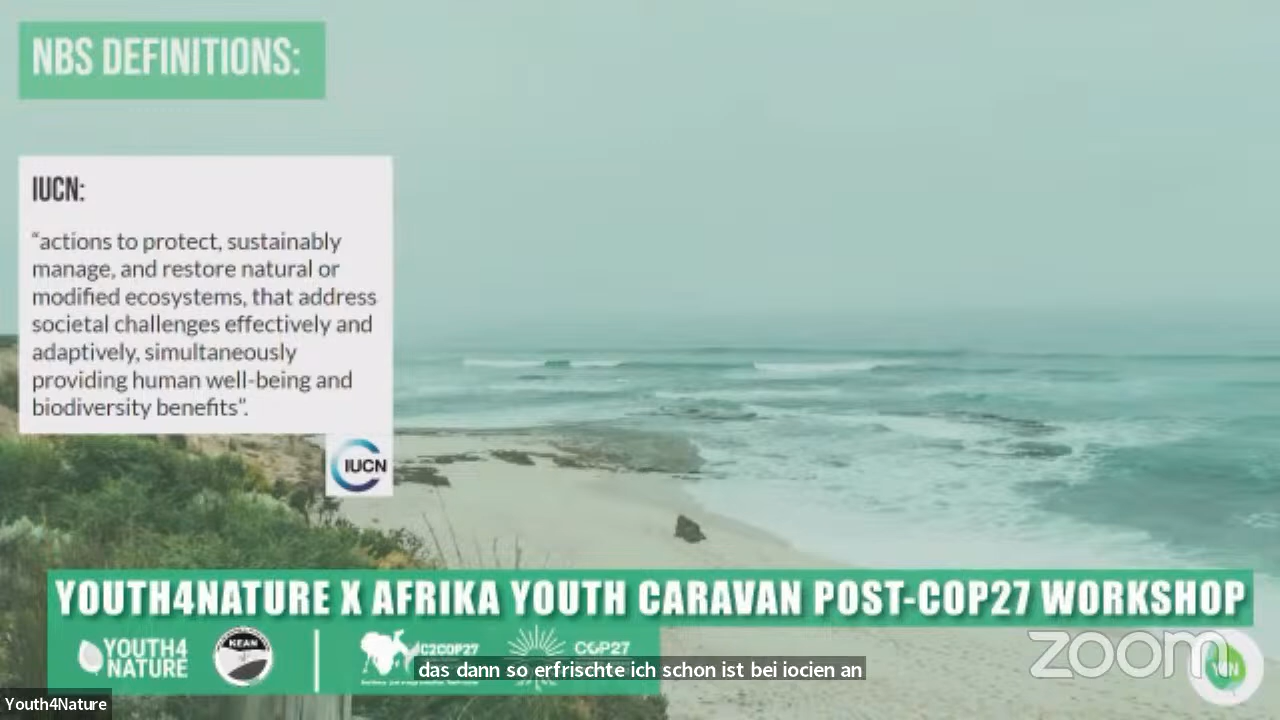 NBS DEFINITIONS:
IUCN:
“actions to protect, sustainably
manage, and restore natural or
modified ecosystems, that address
societal challenges effectively and
adaptively, simultaneously
providing human well-being and
biodiversity benefits”.
IUCN
YOUTH4NATURE X AFRIKA YOUTH CARAVAN POST-COP27 WORKSHOP
YOUTH4
NATURE
KEAN
C2COP27
COP27
zoom
Y4N
das dann so erfrischte ich schon ist bei iocien an
Youth4Nature